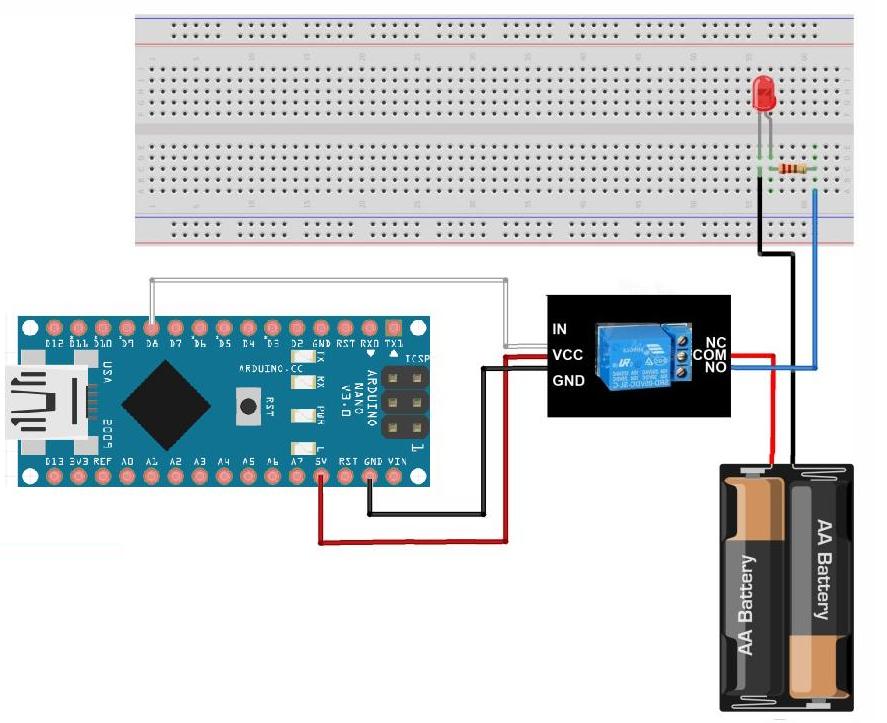 D12 D11 D10 D9 D8 D7 D6 D5 D4 D3 D2 GND RST RX0 TX1
USA
2009
ARDUINO.CC
RST
TX
RX
PWR
L
ARDUINO
NANO
V3.0
ICSP
1
D13 3V3 REF A0 A1 A2 A3 A4 A5 A6 A7 5V RST GND VIN
IN
VCC
GND
NC
COM
NO
AA Battery
AA Battery